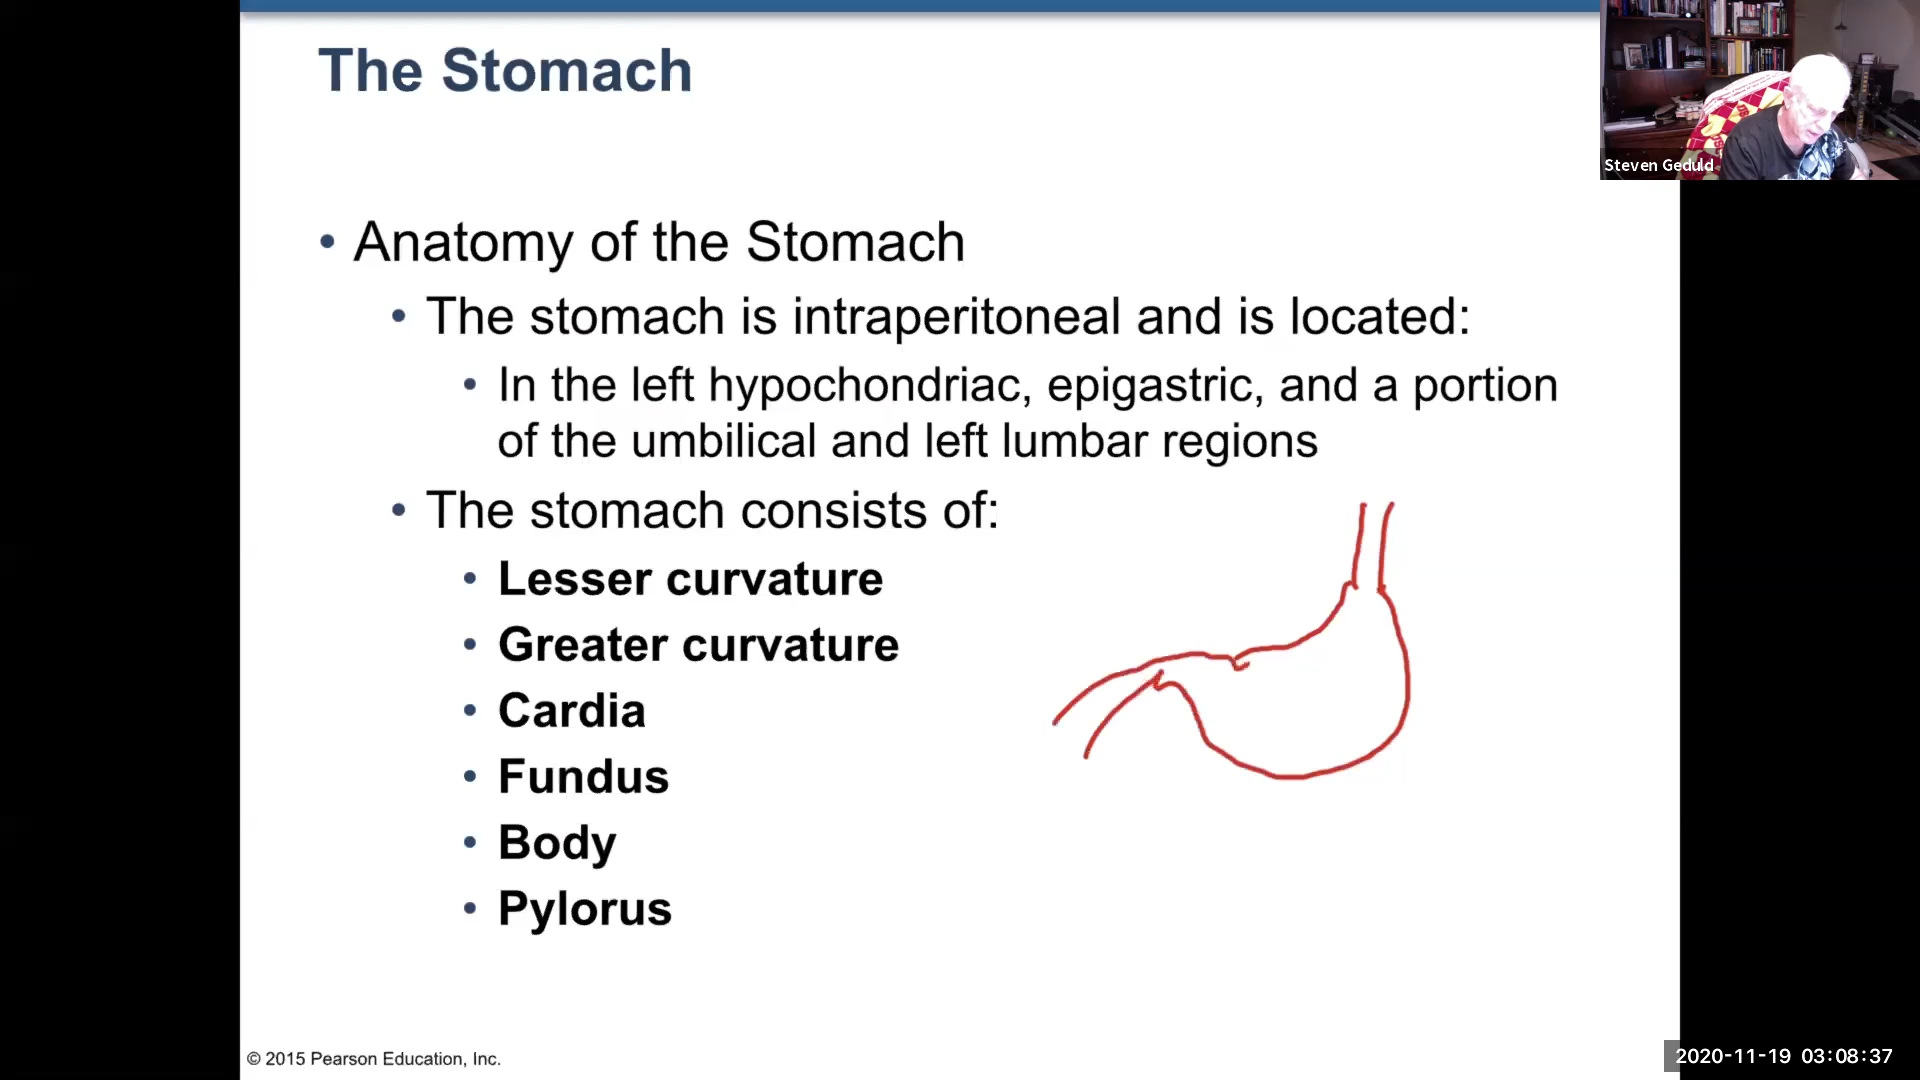 The Stomach
Steven Geduld
• Anatomy of the Stomach
• The stomach is intraperitoneal and is located:
• In the left hypochondriac, epigastric, and a portion
of the umbilical and left lumbar regions
• The stomach consists of:
• Lesser curvature
• Greater curvature
• Cardia
• Fundus
• Body
• Pylorus
© 2015 Pearson Education, Inc.
2020-11-19 03:08:37